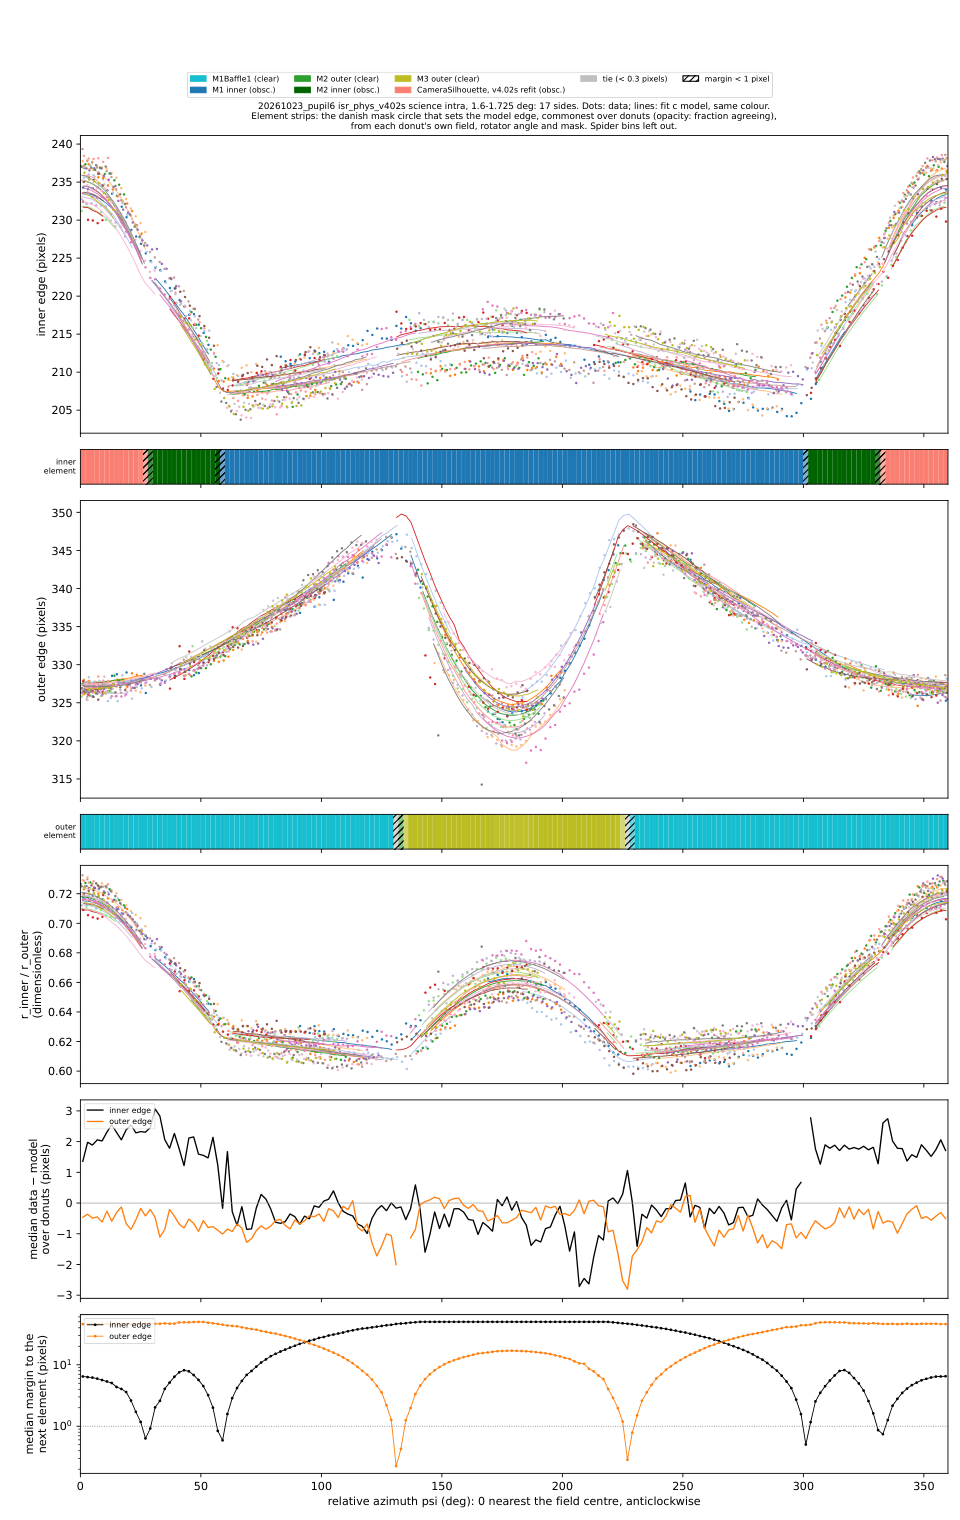 M1Baffle1 (clear)
M1 inner (obsc.)
M2 outer (clear)
M2 inner (obsc.)
M3 outer (clear)
CameraSilhouette, v4.02s refit (obsc.)
tie (< 0.3 pixels)
margin < 1 pixel
20261023_pupil6 isr_phys_v402s science intra, 1.6-1.725 deg: 17 sides. Dots: data; lines: fit c model, same colour.
Element strips: the danish mask circle that sets the model edge, commonest over donuts (opacity: fraction agreeing),
from each donut's own field, rotator angle and mask. Spider bins left out.
240
235
230
225
220
215
210
205
inner edge (pixels)
inner
element
350
345
340
335
330
325
320
315
outer edge (pixels)
outer
element
0.72
0.70
0.68
0.66
0.64
0.62
0.60
r_inner / r_outer
(dimensionless)
inner edge
outer edge
3
2
1
0
−1
−2
−3
median data − model
over donuts (pixels)
inner edge
outer edge
10¹
10⁰
median margin to the
next element (pixels)
0
50
100
150
200
250
300
350
relative azimuth psi (deg): 0 nearest the field centre, anticlockwise